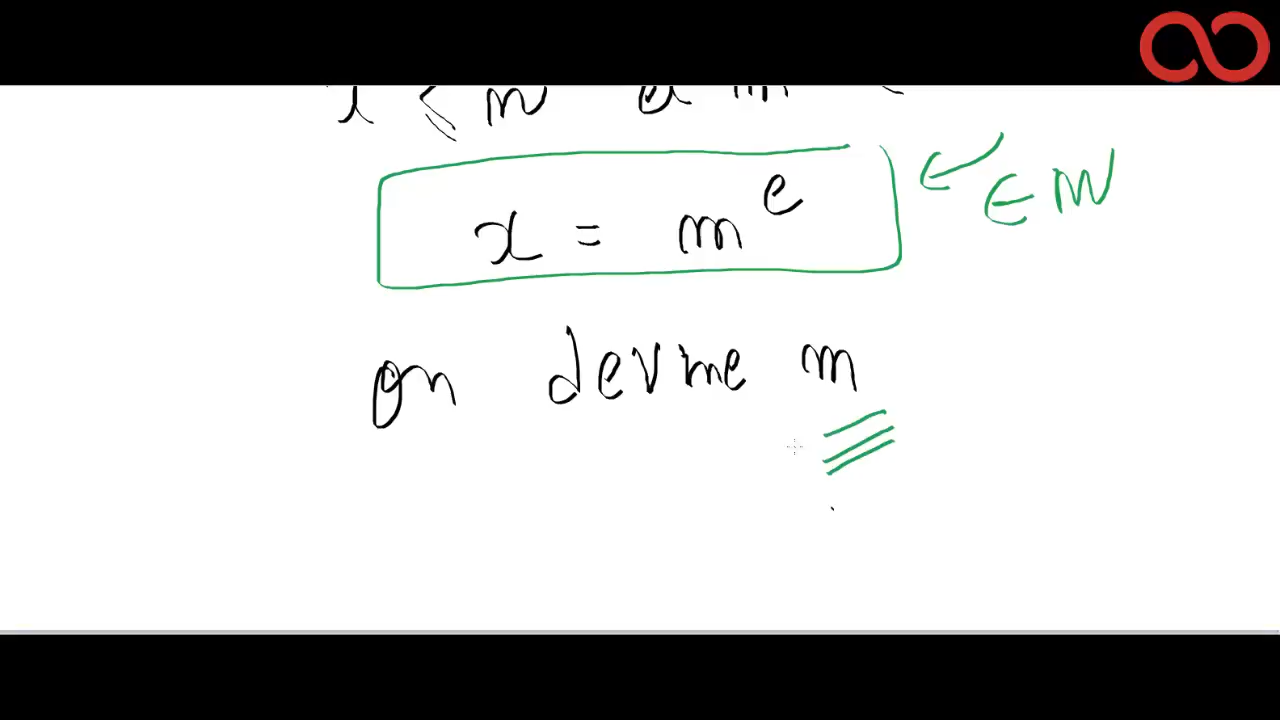 x = m^e ∈ ∈ N
on devine m